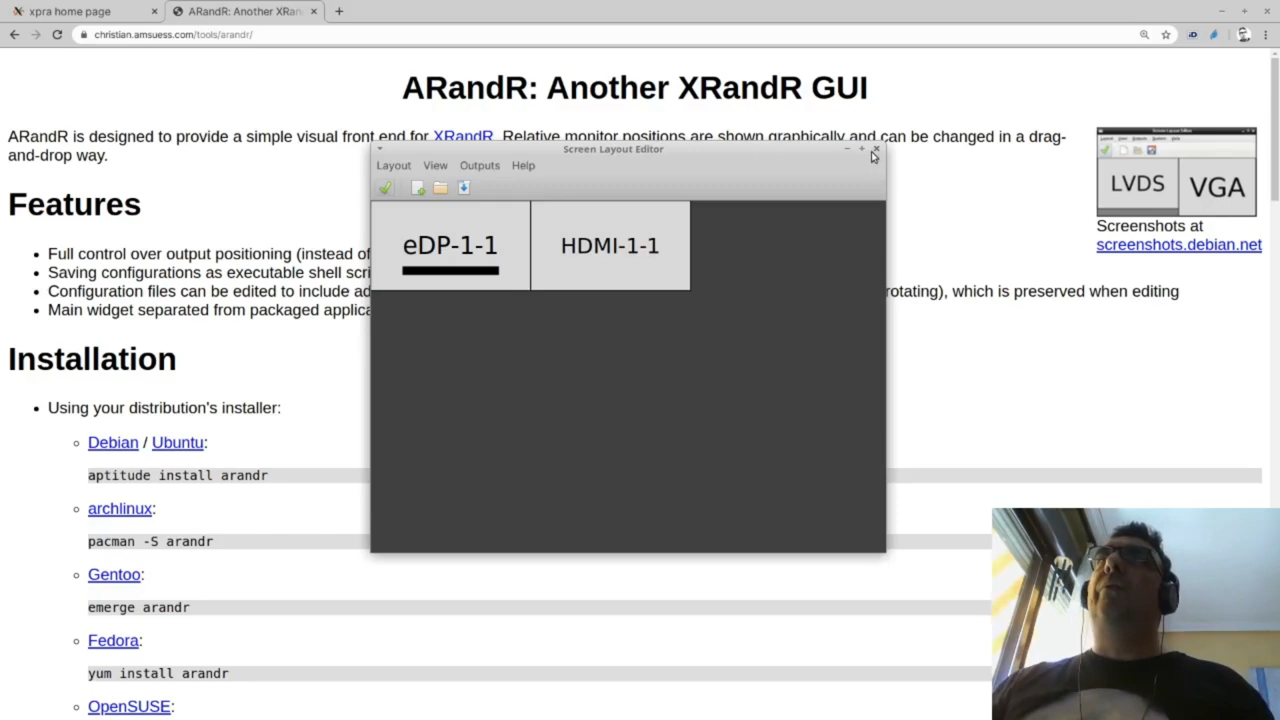 xpra home page
ARandR: Another XRan
christian.amsuess.com/tools/arandr/
ARandR: Another XRandR GUI
ARandR is designed to provide a simple visual front end for XRandR. Relative monitor positions are shown graphically and can be changed in a drag-
and-drop way.
Screen Layout Editor
Layout View Outputs Help
eDP-1-1
HDMI-1-1
LVDS
VGA
Screenshots at
screenshots.debian.net
Features
Full control over output positioning (instead of
Saving configurations as executable shell scri
Configuration files can be edited to include ad rotating), which is preserved when editing
Main widget separated from packaged applica
Installation
Using your distribution's installer:
Debian / Ubuntu:
aptitude install arandr
archlinux:
pacman -S arandr
Gentoo:
emerge arandr
Fedora:
yum install arandr
OpenSUSE: